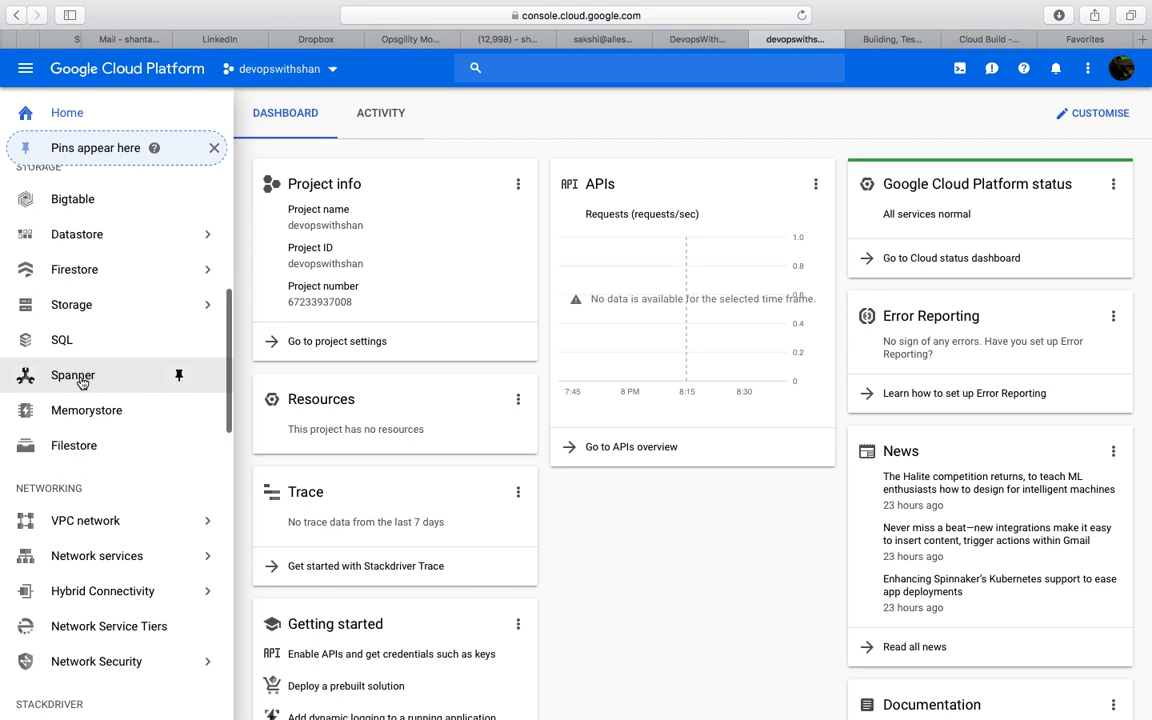 console.cloud.google.com
S
Mail - shanta...
LinkedIn
Dropbox
Opsgility Mo...
(12,998) - sh...
sakshi@alles...
DevopsWith...
devopswiths...
Building, Tes...
Cloud Build -...
Favorites
Google Cloud Platform
devopswithshan
Home
Pins appear here
STORAGE
Bigtable
Datastore
Firestore
Storage
SQL
Spanner
Memorystore
Filestore
NETWORKING
VPC network
Network services
Hybrid Connectivity
Network Service Tiers
Network Security
STACKDRIVER
DASHBOARD
ACTIVITY
CUSTOMISE
Project info
Project name
devopswithshan
Project ID
devopswithshan
Project number
67233937008
Go to project settings
Resources
This project has no resources
Trace
No trace data from the last 7 days
Get started with Stackdriver Trace
Getting started
API Enable APIs and get credentials such as keys
Deploy a prebuilt solution
Add dynamic logging to a running application
API APIs
Requests (requests/sec)
1.0
0.8
0.6
No data is available for the selected time frame.
0.4
0.2
0
7:45
8 PM
8:15
8:30
Go to APIs overview
Google Cloud Platform status
All services normal
Go to Cloud status dashboard
Error Reporting
No sign of any errors. Have you set up Error
Reporting?
Learn how to set up Error Reporting
News
The Halite competition returns, to teach ML
enthusiasts how to design for intelligent machines
23 hours ago
Never miss a beat—new integrations make it easy
to insert content, trigger actions within Gmail
23 hours ago
Enhancing Spinnaker's Kubernetes support to ease
app deployments
23 hours ago
Read all news
Documentation